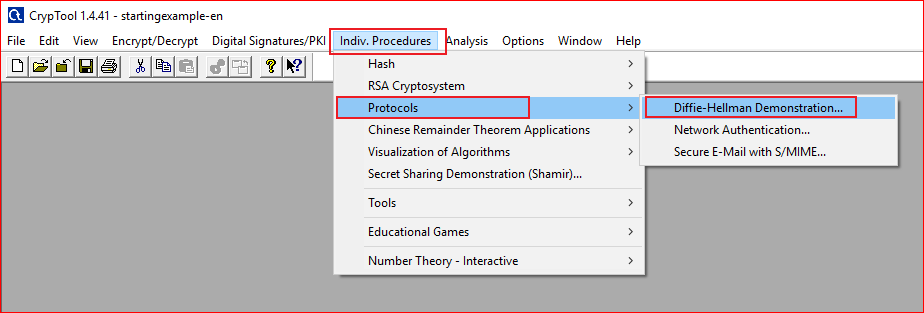 CrypTool 1.4.41 - startingexample-en
File Edit View Encrypt/Decrypt Digital Signatures/PKI Indiv. Procedures Analysis Options Window Help
Hash
RSA Cryptosystem
Protocols
Diffie-Hellman Demonstration...
Chinese Remainder Theorem Applications
Network Authentication...
Visualization of Algorithms
Secure E-Mail with S/MIME...
Secret Sharing Demonstration (Shamir)...
Tools
Educational Games
Number Theory - Interactive